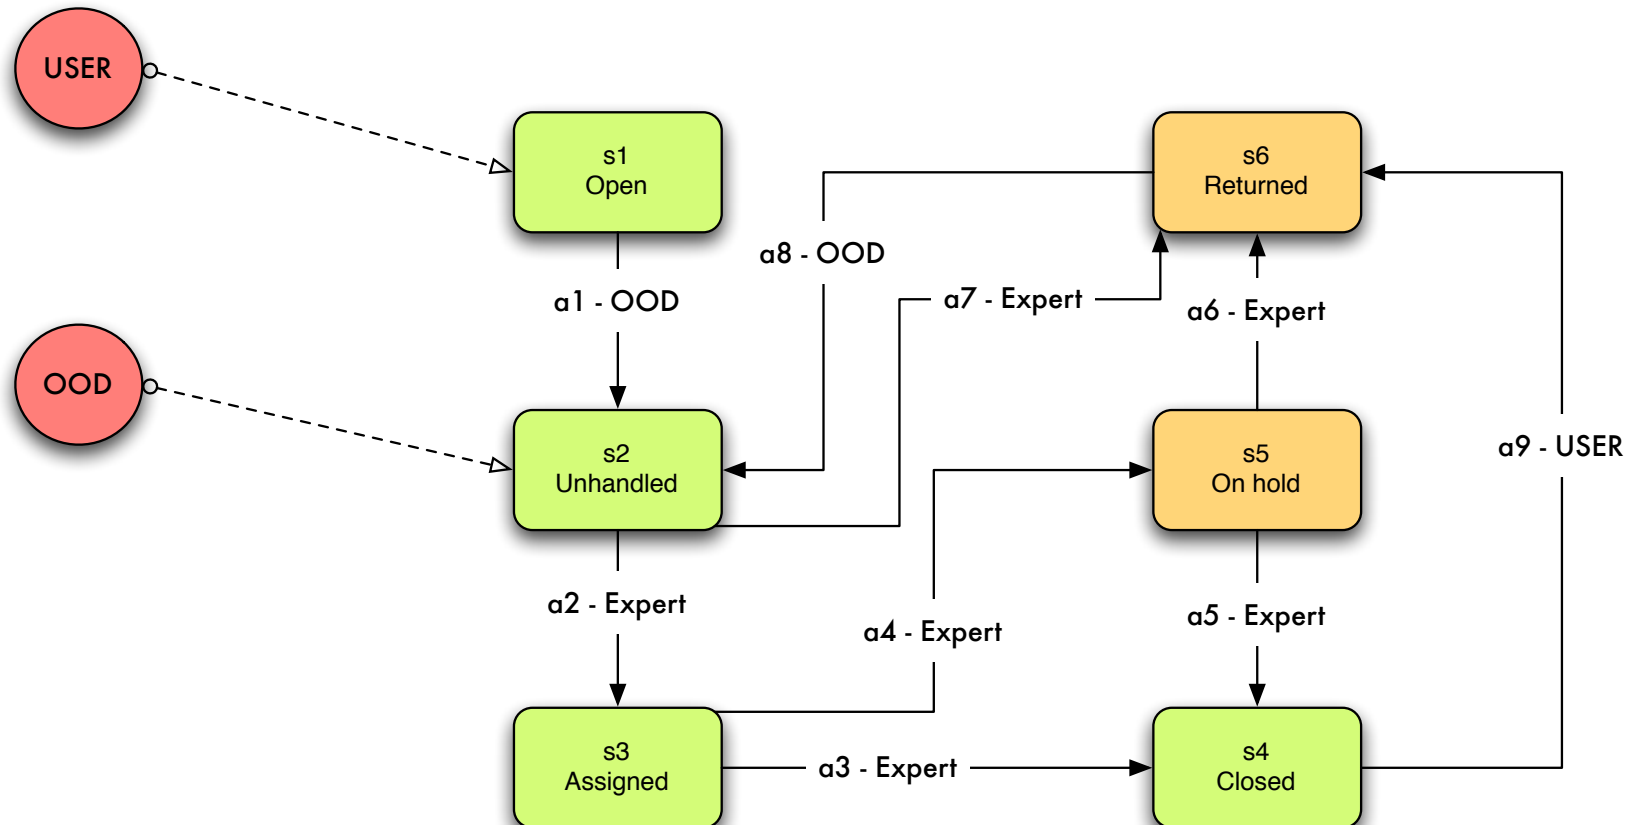 USER
s1
Open
s6
Returned
a8 - OOD
a1 - OOD
a7 - Expert
a6 - Expert
OOD
s2
Unhandled
s5
On hold
a9 - USER
a2 - Expert
a4 - Expert
a5 - Expert
s3
Assigned
a3 - Expert
s4
Closed